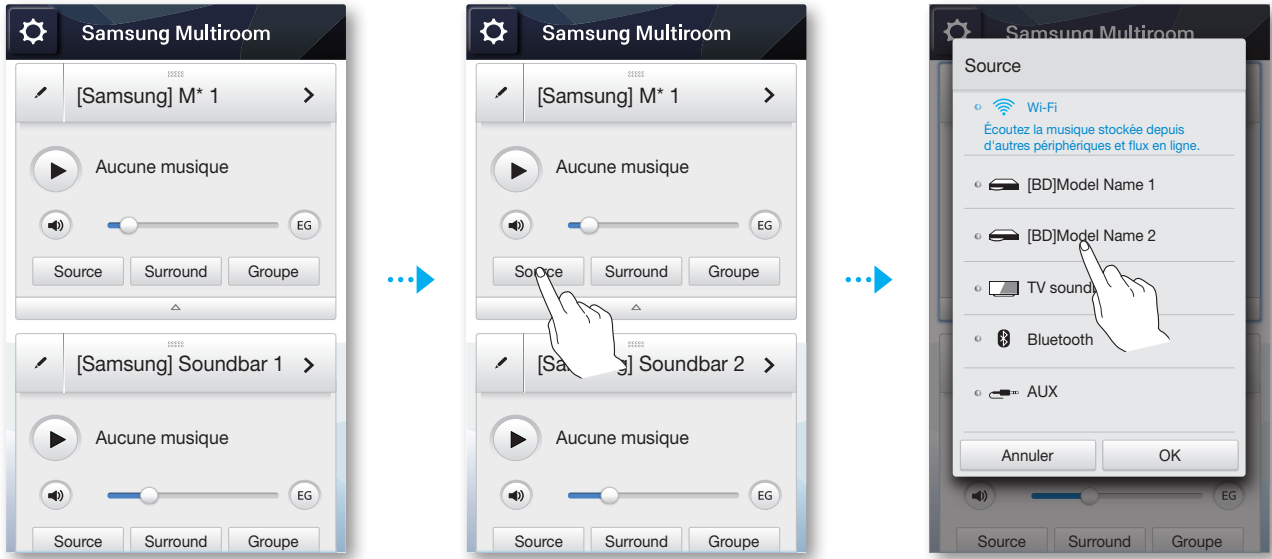 Samsung Multiroom
[Samsung] M* 1
Aucune musique
EG
Source Surround Groupe
[Samsung] Soundbar 1
Aucune musique
EG
Source Surround Groupe
Samsung Multiroom
[Samsung] M* 1
Aucune musique
EG
Source Surround Groupe
[Samsung] Soundbar 2
Aucune musique
EG
Source Surround Groupe
Samsung Multiroom
Source
Wi-Fi
Écoutez la musique stockée depuis
d'autres périphériques et flux en ligne.
[BD]Model Name 1
[BD]Model Name 2
TV
Bluetooth
AUX
Annuler OK
EG
Source Surround Groupe